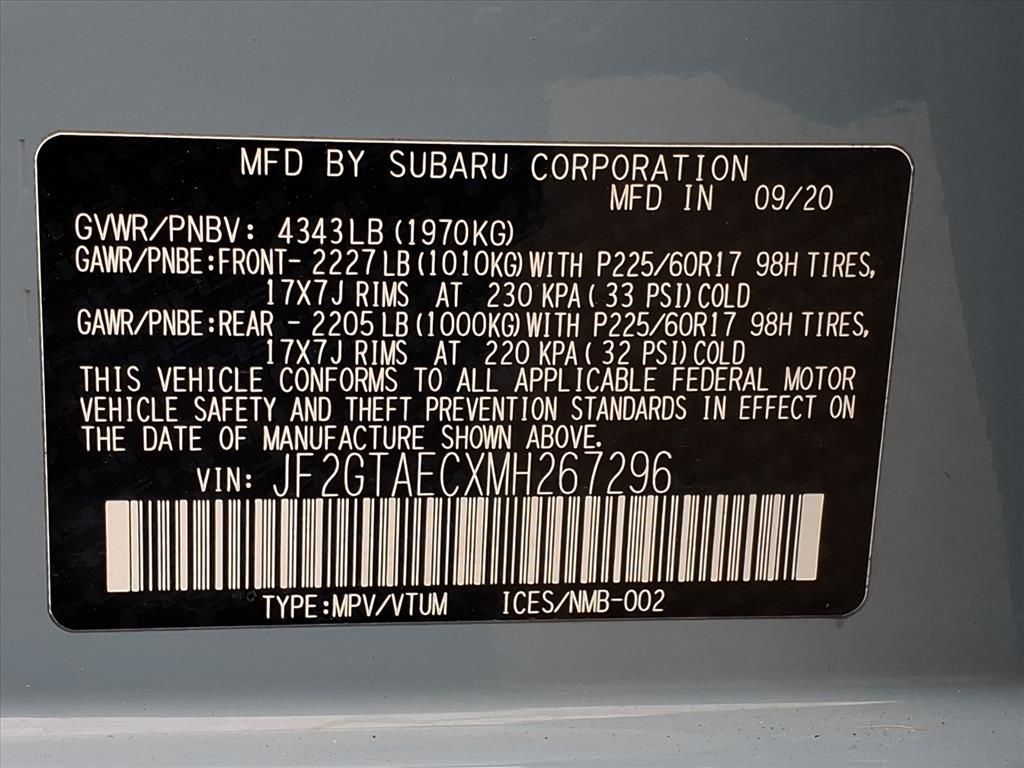 MFD BY SUBARU CORPORATION
MFD IN 09/20
GVWR/PNBV: 4343LB (1970KG)
GAWR/PNBE:FRONT- 2227LB (1010KG) WITH P225/60R17 98H TIRES,
17X7J RIMS AT 230 KPA( 33 PSI) COLD
GAWR/PNBE:REAR - 2205LB (1000KG) WITH P225/60R17 98H TIRES,
17X7J RIMS AT 220 KPA( 32 PSI) COLD
THIS VEHICLE CONFORMS TO ALL APPLICABLE FEDERAL MOTOR
VEHICLE SAFETY AND THEFT PREVENTION STANDARDS IN EFFECT ON
THE DATE OF MANUFACTURE SHOWN ABOVE.
VIN: JF2GTAECXMH267296
TYPE:MPV/VTUM ICES/NMB-002